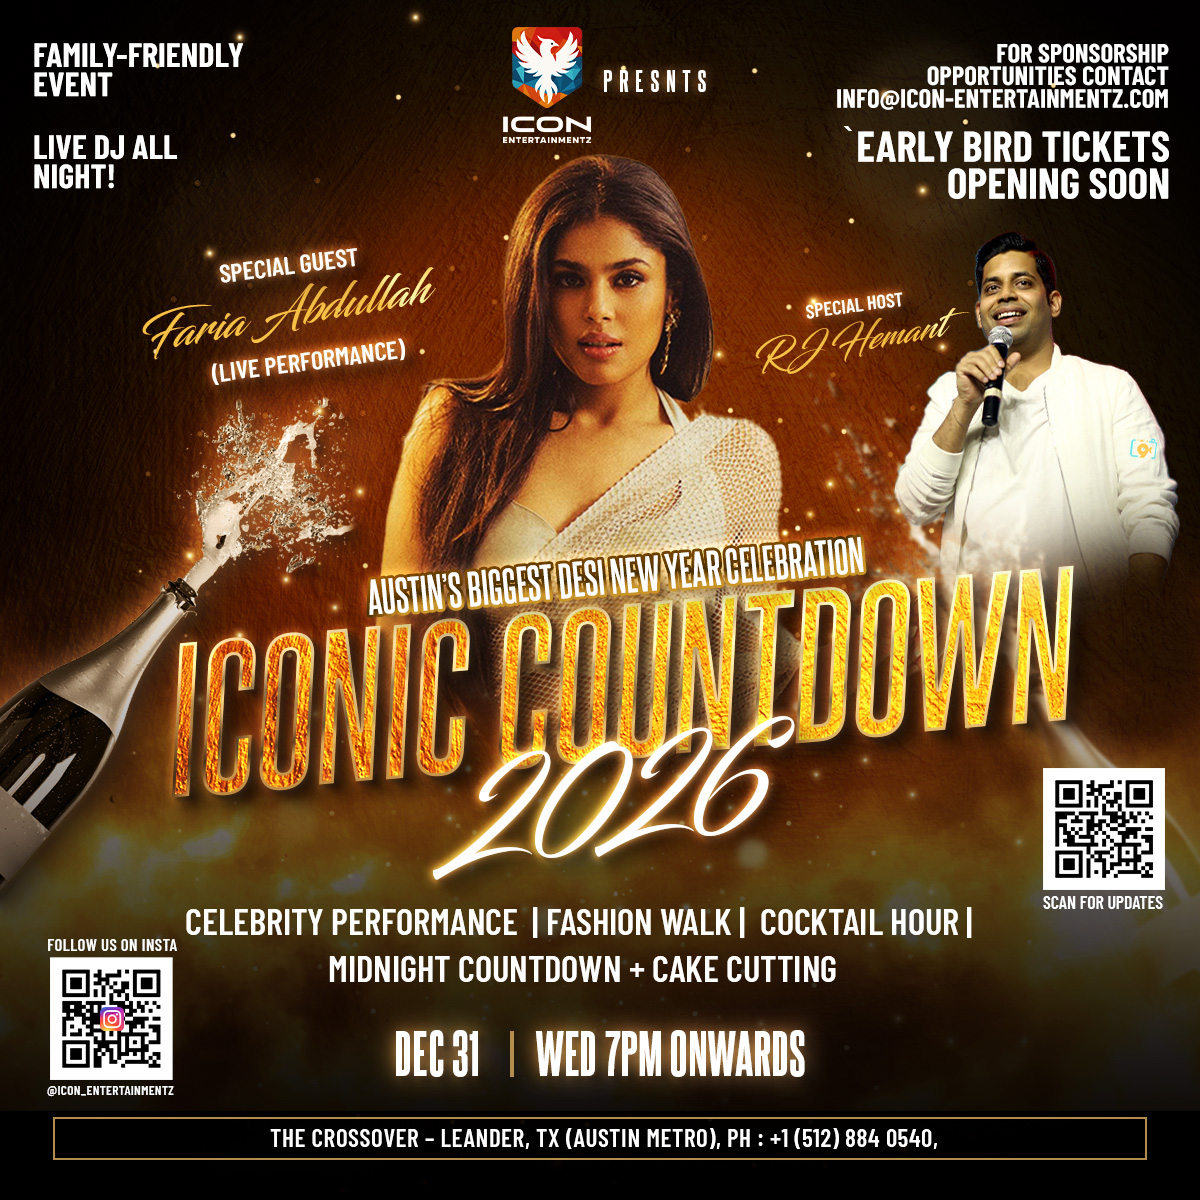 FAMILY-FRIENDLY
EVENT
LIVE DJ ALL
NIGHT!
ICON
ENTERTAINMENTZ
PRESNTS
FOR SPONSORSHIP
OPPORTUNITIES CONTACT
INFO@ICON-ENTERTAINMENTZ.COM
`EARLY BIRD TICKETS
OPENING SOON
SPECIAL GUEST
Faria Abdullah
(LIVE PERFORMANCE)
SPECIAL HOST
RJ Hemant
AUSTIN'S BIGGEST DESI NEW YEAR CELEBRATION
ICONIC COUNTDOWN
2026
SCAN FOR UPDATES
CELEBRITY PERFORMANCE | FASHION WALK | COCKTAIL HOUR |
MIDNIGHT COUNTDOWN + CAKE CUTTING
FOLLOW US ON INSTA
@ICON_ENTERTAINMENTZ
DEC 31 | WED 7PM ONWARDS
THE CROSSOVER – LEANDER, TX (AUSTIN METRO), PH : +1 (512) 884 0540,